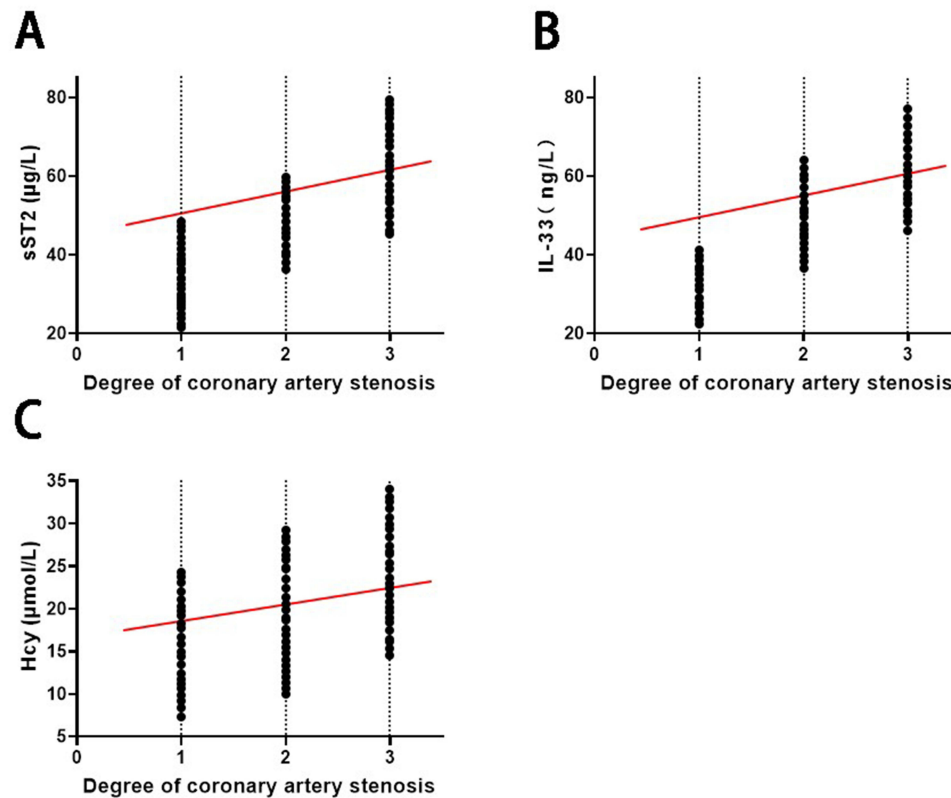 A
80
60
40
20
sST2 (µg/L)
0 1 2 3
Degree of coronary artery stenosis
B
80
60
40
20
IL-33（ng/L）
0 1 2 3
Degree of coronary artery stenosis
C
35
30
25
20
15
10
5
Hcy (µmol/L)
0 1 2 3
Degree of coronary artery stenosis